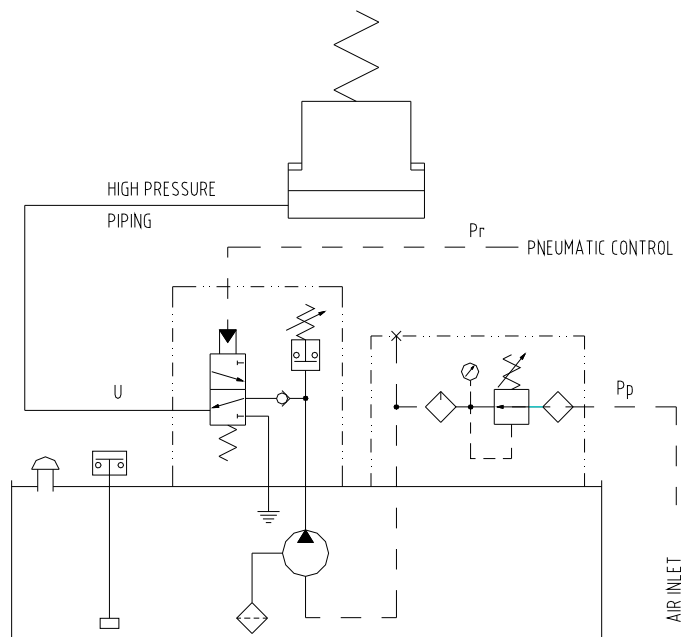 HIGH PRESSURE
PIPING
Pr
PNEUMATIC CONTROL
U
Pp
AIR INLET